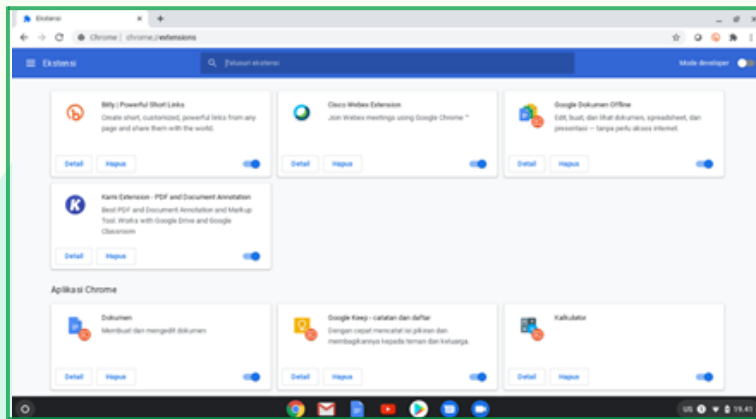 Ekstensi
Chrome | chrome://extensions
Ekstensi
Telusuri ekstensi
Mode developer
Bitly | Powerful Short Links
Create short, customized, powerful links from any
page and share them with the world.
Detail Hapus
Cisco Webex Extension
Join Webex meetings using Google Chrome ™
Detail Hapus
Google Dokumen Offline
Edit, buat, dan lihat dokumen, spreadsheet, dan
presentasi — tanpa perlu akses internet.
Detail Hapus
Kami Extension - PDF and Document Annotation
Best PDF and Document Annotation and Markup
Tool. Works with Google Drive and Google
Classroom
Detail Hapus
Aplikasi Chrome
Dokumen
Membuat dan mengedit dokumen
Detail Hapus
Google Keep - catatan dan daftar
Dengan cepat mencatat isi pikiran dan
membagikannya kepada teman dan keluarga.
Detail Hapus
Kalkulator
Detail Hapus
US 19.41